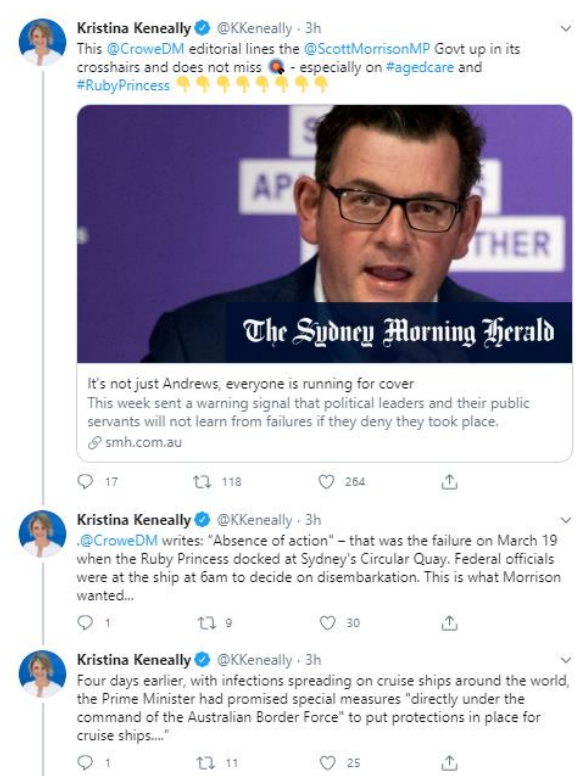 Kristina Keneally @KKeneally · 3h
This @CroweDM editorial lines the @ScottMorrisonMP Govt up in its
crosshairs and does not miss - especially on #agedcare and
#RubyPrincess
AP
THER
The Sydney Morning Herald
It's not just Andrews, everyone is running for cover
This week sent a warning signal that political leaders and their public
servants will not learn from failures if they deny they took place.
smh.com.au
17 118 264
Kristina Keneally @KKeneally · 3h
.@CroweDM writes: “Absence of action” – that was the failure on March 19
when the Ruby Princess docked at Sydney's Circular Quay. Federal officials
were at the ship at 6am to decide on disembarkation. This is what Morrison
wanted...
1 9 30
Kristina Keneally @KKeneally · 3h
Four days earlier, with infections spreading on cruise ships around the world,
the Prime Minister had promised special measures "directly under the
command of the Australian Border Force" to put protections in place for
cruise ships....”
1 11 25